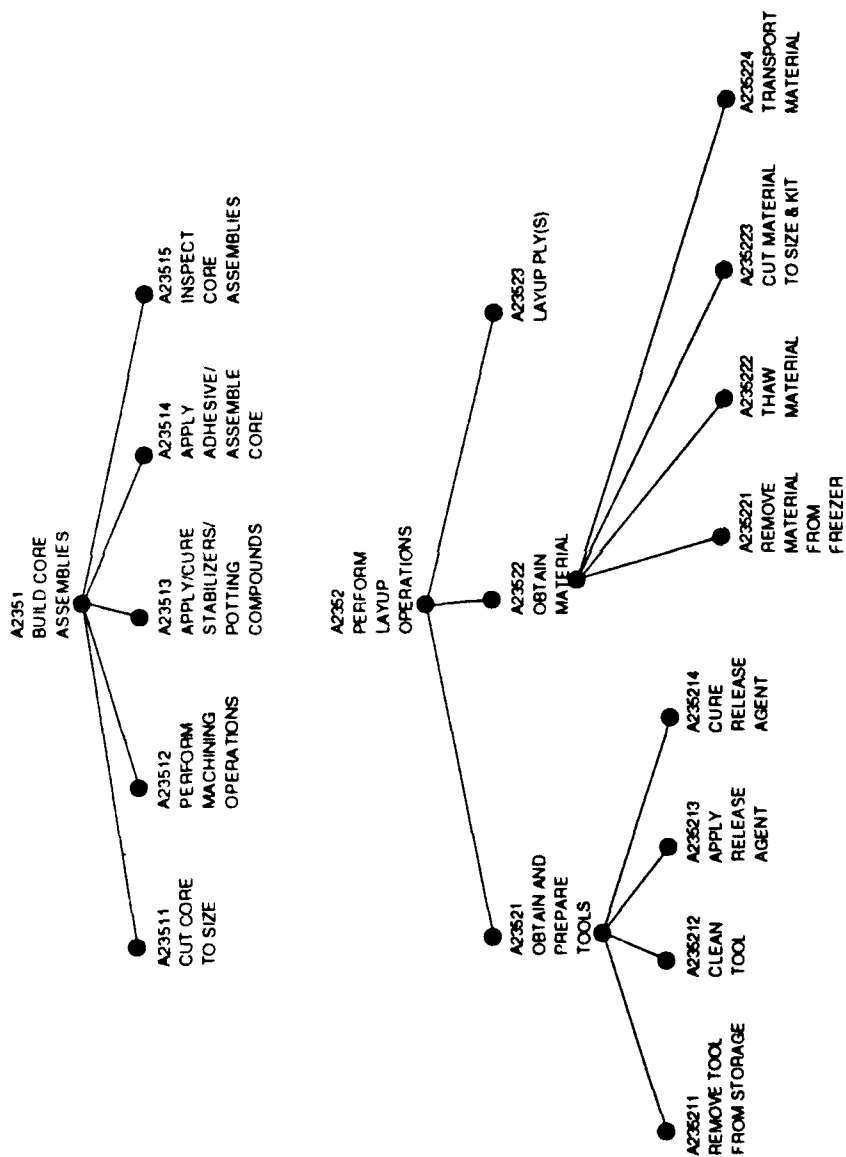 A2351
BUILD CORE
ASSEMBLIES
A23511
CUT CORE
TO SIZE
A23512
PERFORM
MACHINING
OPERATIONS
A23513
APPLY/CURE
STABILIZERS/
POTTING
COMPOUNDS
A23514
APPLY
ADHESIVE/
ASSEMBLE
CORE
A23515
INSPECT
CORE
ASSEMBLIES
A2352
PERFORM
LAYUP
OPERATIONS
A23521
OBTAIN AND
PREPARE
TOOLS
A23522
OBTAIN
MATERIAL
A23523
LAYUP PLY(S)
A235211
REMOVE TOOL
FROM STORAGE
A235212
CLEAN
TOOL
A235213
APPLY
RELEASE
AGENT
A235214
CURE
RELEASE
AGENT
A235221
REMOVE
MATERIAL
FROM
FREEZER
A235222
THAW
MATERIAL
A235223
CUT MATERIAL
TO SIZE & KIT
A235224
TRANSPORT
MATERIAL